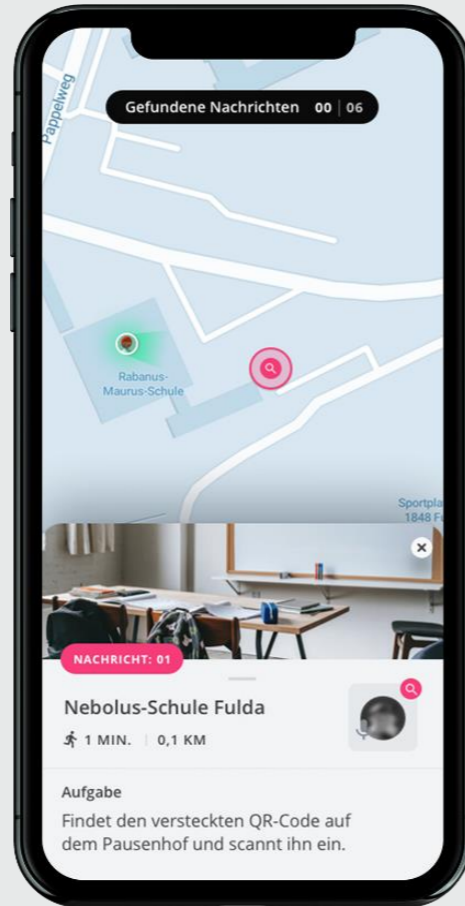 Pappelweg
Gefundene Nachrichten 00 | 06
Rabanus-
Maurus-Schule
Sportpla
1848 Fu
NACHRICHT: 01
Nebolus-Schule Fulda
1 MIN. | 0,1 KM
Aufgabe
Findet den versteckten QR-Code auf
dem Pausenhof und scannt ihn ein.